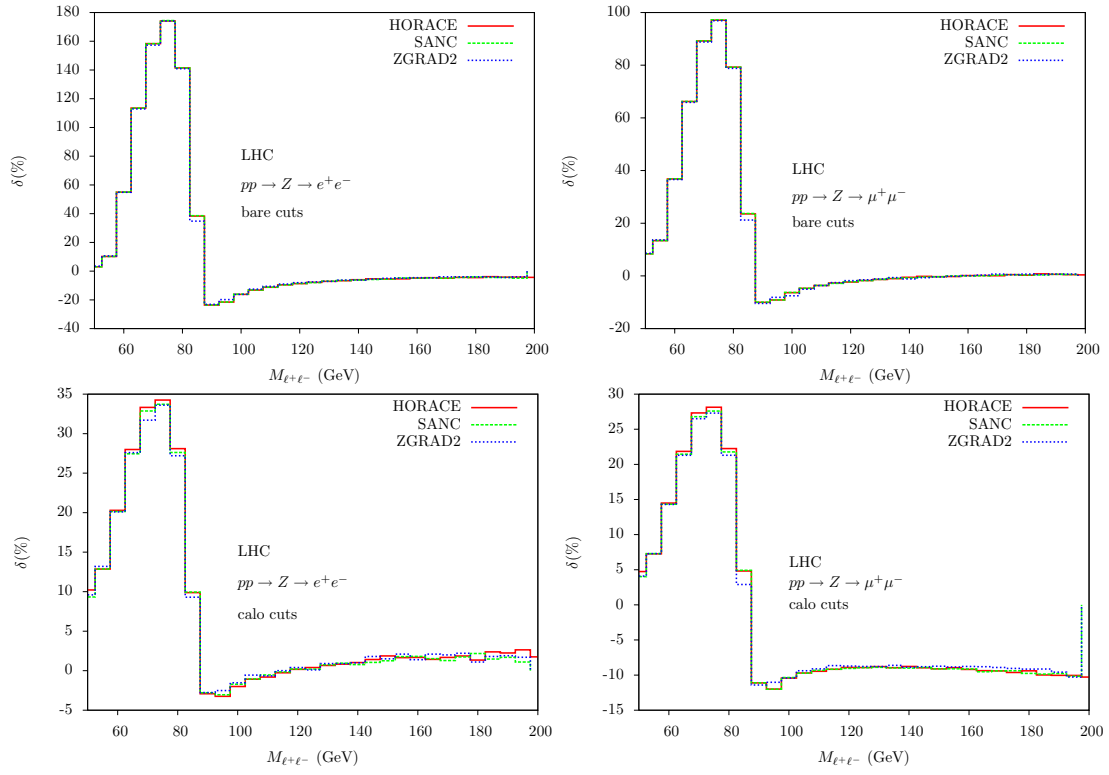 180
160
140
120
100
80
60
40
20
0
-20
-40
δ(%)
60 80 100 120 140 160 180 200
M_{ℓ+ℓ−} (GeV)
HORACE
SANC
ZGRAD2
LHC
pp → Z → e⁺e⁻
bare cuts
100
80
60
40
20
0
-20
δ(%)
60 80 100 120 140 160 180 200
M_{ℓ+ℓ−} (GeV)
HORACE
SANC
ZGRAD2
LHC
pp → Z → μ⁺μ⁻
bare cuts
35
30
25
20
15
10
5
0
-5
δ(%)
60 80 100 120 140 160 180 200
M_{ℓ+ℓ−} (GeV)
HORACE
SANC
ZGRAD2
LHC
pp → Z → e⁺e⁻
calo cuts
30
25
20
15
10
5
0
-5
-10
-15
δ(%)
60 80 100 120 140 160 180 200
M_{ℓ+ℓ−} (GeV)
HORACE
SANC
ZGRAD2
LHC
pp → Z → μ⁺μ⁻
calo cuts